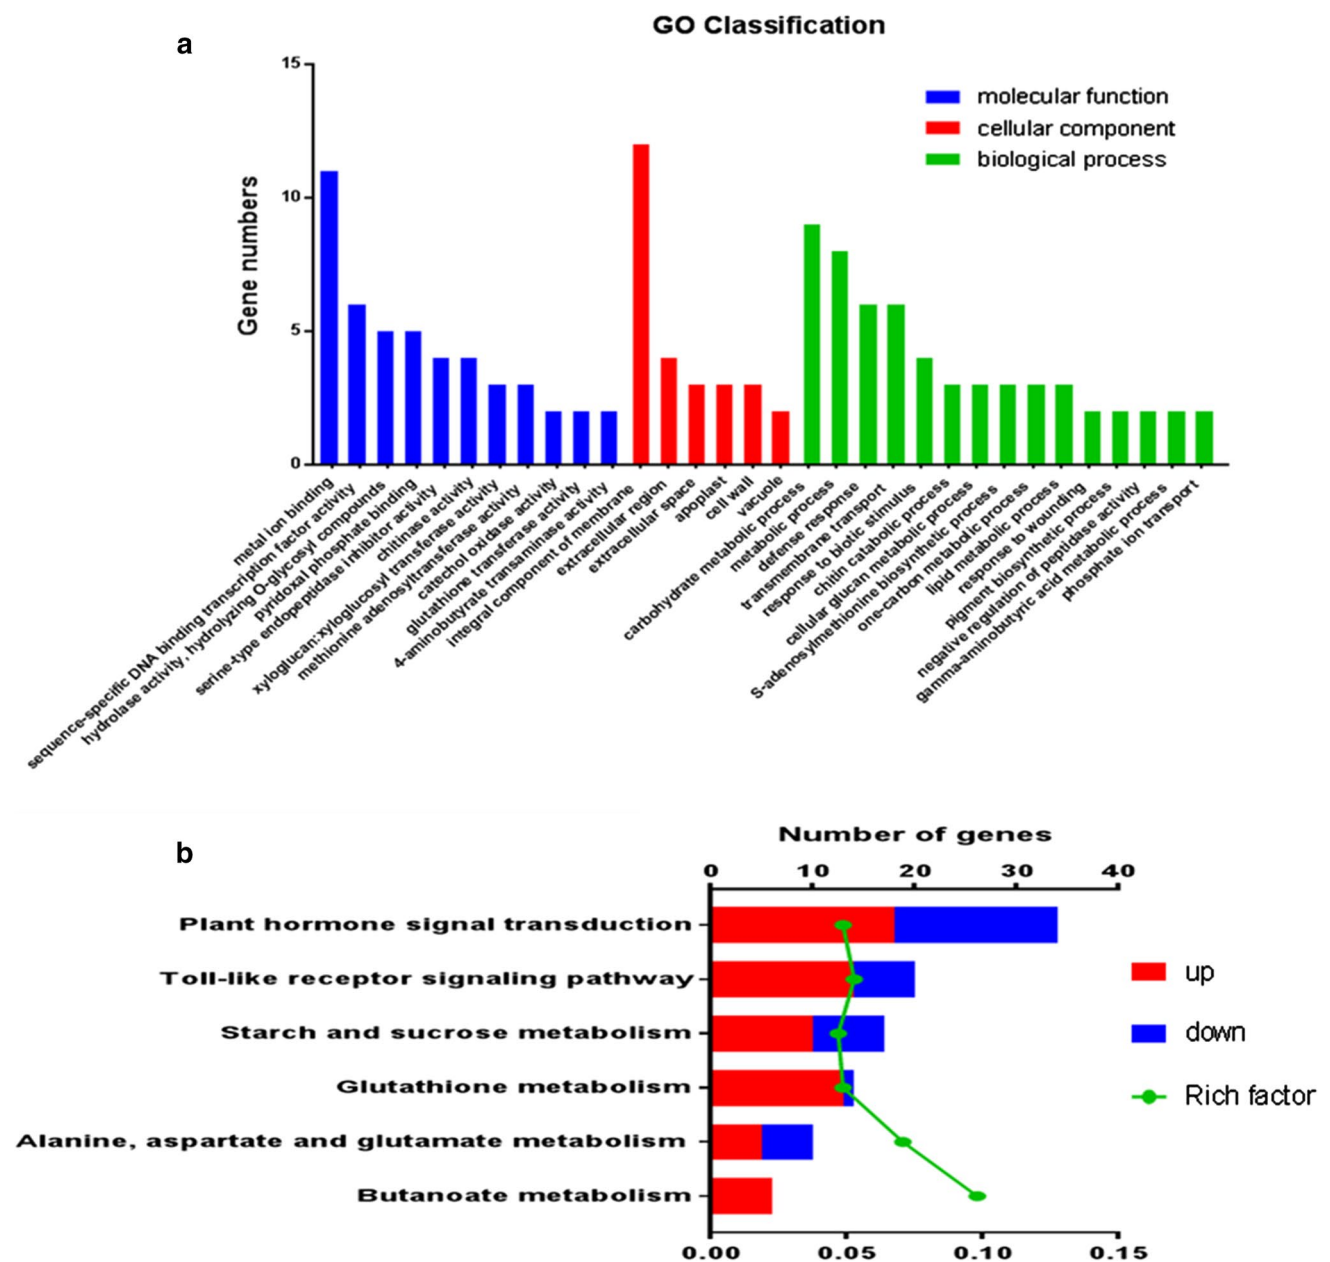 a
GO Classification
15
10
5
0
Gene numbers
molecular function
cellular component
biological process
metal ion binding
sequence-specific DNA binding transcription factor activity
hydrolase activity, hydrolyzing O-glycosyl compounds
pyridoxal phosphate binding
serine-type endopeptidase inhibitor activity
chitinase activity
xyloglucan:xyloglucosyl transferase activity
methionine adenosyltransferase activity
catechol oxidase activity
glutathione transferase activity
4-aminobutyrate transaminase activity
integral component of membrane
extracellular region
extracellular space
apoplast
cell wall
vacuole
carbohydrate metabolic process
metabolic process
defense response
transmembrane transport
response to biotic stimulus
chitin catabolic process
cellular glucan metabolic process
S-adenosylmethionine biosynthetic process
one-carbon metabolic process
lipid metabolic process
response to wounding
pigment biosynthetic process
negative regulation of peptidase activity
gamma-aminobutyric acid metabolic process
phosphate ion transport
b
Number of genes
0 10 20 30 40
Plant hormone signal transduction
Toll-like receptor signaling pathway
Starch and sucrose metabolism
Glutathione metabolism
Alanine, aspartate and glutamate metabolism
Butanoate metabolism
up
down
Rich factor
0.00 0.05 0.10 0.15